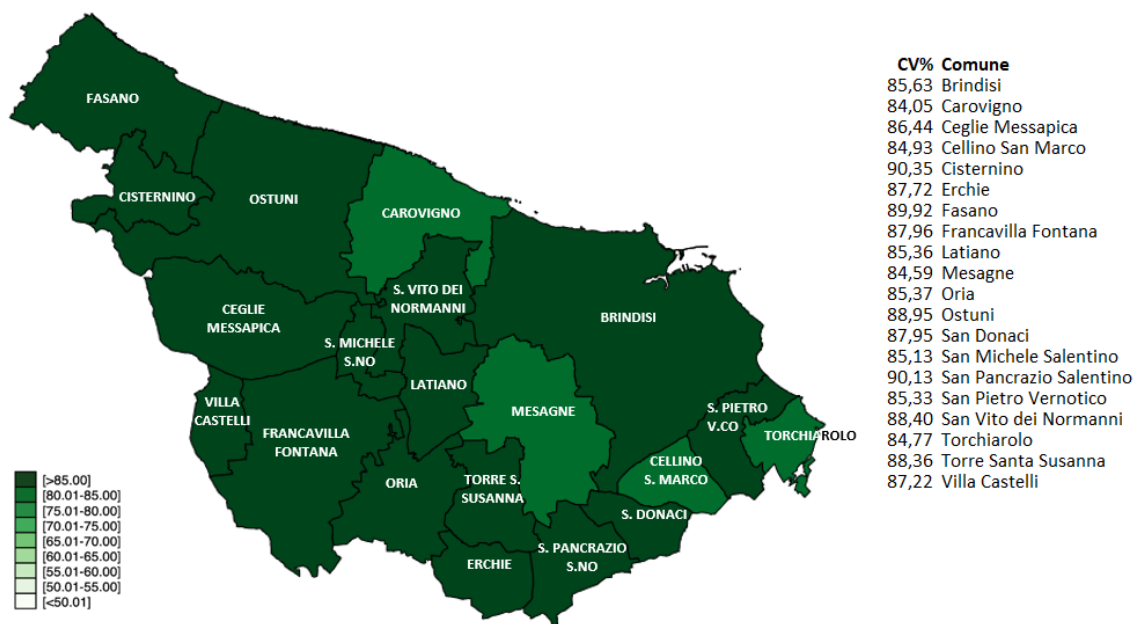 FASANO
CISTERNINO
OSTUNI
CAROVIGNO
S. VITO DEI
NORMANNI
CEGLIE
MESSAPICA
S. MICHELE
S.NO
BRINDISI
LATIANO
VILLA
CASTELLI
FRANCAVILLA
FONTANA
MESAGNE
S. PIETRO
V.CO
TORCHIAROLO
CELLINO
S. MARCO
ORIA
TORRE S.
SUSANNA
S. DONACI
S. PANCRAZIO
S.NO
ERCHIE
[>85.00]
[80.01-85.00]
[75.01-80.00]
[70.01-75.00]
[65.01-70.00]
[60.01-65.00]
[55.01-60.00]
[50.01-55.00]
[<50.01]
CV% Comune
85,63 Brindisi
84,05 Carovigno
86,44 Ceglie Messapica
84,93 Cellino San Marco
90,35 Cisternino
87,72 Erchie
89,92 Fasano
87,96 Francavilla Fontana
85,36 Latiano
84,59 Mesagne
85,37 Oria
88,95 Ostuni
87,95 San Donaci
85,13 San Michele Salentino
90,13 San Pancrazio Salentino
85,33 San Pietro Vernotico
88,40 San Vito dei Normanni
84,77 Torchiarolo
88,36 Torre Santa Susanna
87,22 Villa Castelli